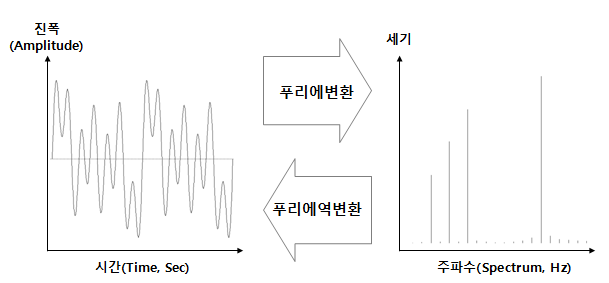 진폭
(Amplitude)
시간(Time, Sec)
푸리에변환
푸리에역변환
세기
주파수(Spectrum, Hz)